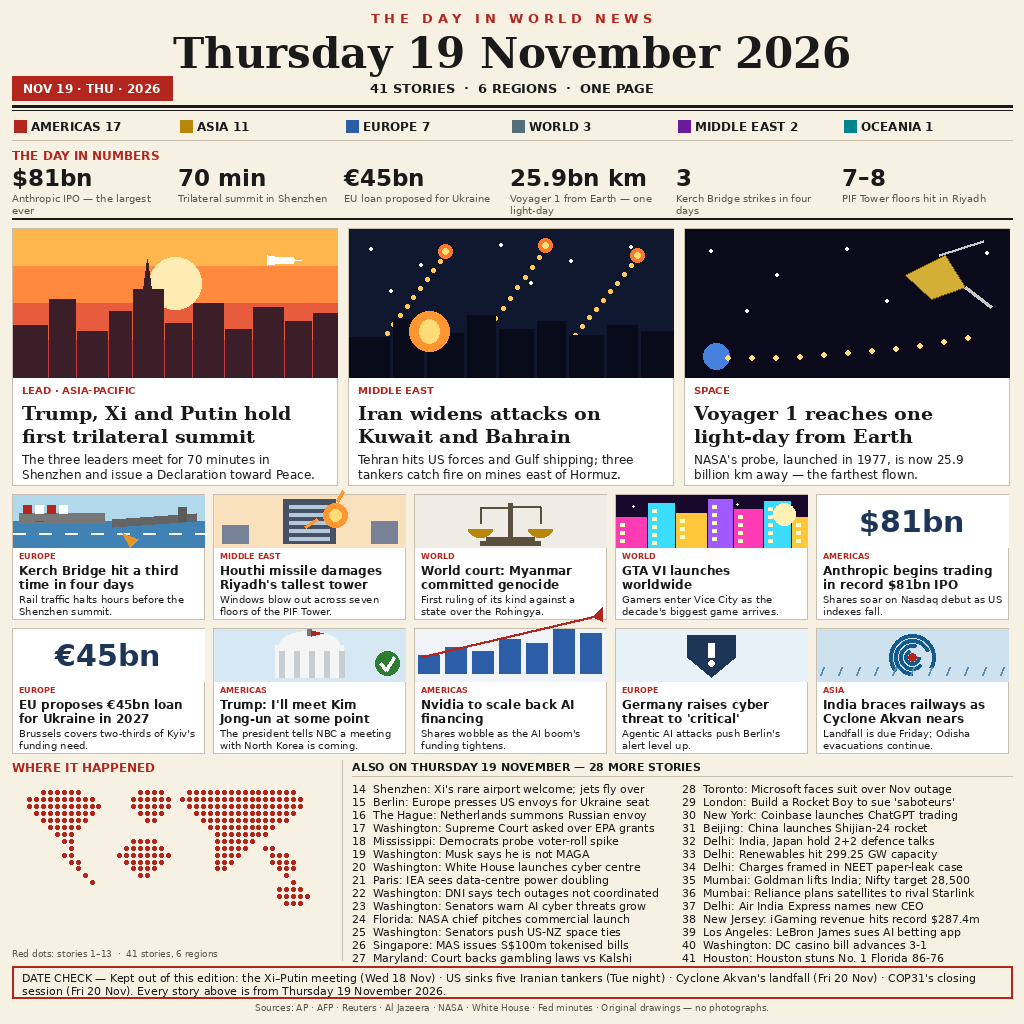 THE DAY IN WORLD NEWS
Thursday 19 November 2026
NOV 19 · THU · 2026
41 STORIES · 6 REGIONS · ONE PAGE
AMERICAS 17
ASIA 11
EUROPE 7
WORLD 3
MIDDLE EAST 2
OCEANIA 1
THE DAY IN NUMBERS
$81bn
Anthropic IPO — the largest
ever
70 min
Trilateral summit in Shenzhen
€45bn
EU loan proposed for Ukraine
25.9bn km
Voyager 1 from Earth — one
light-day
3
Kerch Bridge strikes in four
days
7–8
PIF Tower floors hit in Riyadh
LEAD · ASIA-PACIFIC
Trump, Xi and Putin hold
first trilateral summit
The three leaders meet for 70 minutes in
Shenzhen and issue a Declaration toward Peace.
MIDDLE EAST
Iran widens attacks on
Kuwait and Bahrain
Tehran hits US forces and Gulf shipping; three
tankers catch fire on mines east of Hormuz.
SPACE
Voyager 1 reaches one
light-day from Earth
NASA's probe, launched in 1977, is now 25.9
billion km away — the farthest flown.
EUROPE
Kerch Bridge hit a third
time in four days
Rail traffic halts hours before the
Shenzhen summit.
MIDDLE EAST
Houthi missile damages
Riyadh's tallest tower
Windows blow out across seven
floors of the PIF Tower.
WORLD
World court: Myanmar
committed genocide
First ruling of its kind against a
state over the Rohingya.
WORLD
GTA VI launches
worldwide
Gamers enter Vice City as the
decade's biggest game arrives.
$81bn
AMERICAS
Anthropic begins trading
in record $81bn IPO
Shares soar on Nasdaq debut as US
indexes fall.
€45bn
EUROPE
EU proposes €45bn loan
for Ukraine in 2027
Brussels covers two-thirds of Kyiv's
funding need.
AMERICAS
Trump: I'll meet Kim
Jong-un at some point
The president tells NBC a meeting
with North Korea is coming.
AMERICAS
Nvidia to scale back AI
financing
Shares wobble as the AI boom's
funding tightens.
EUROPE
Germany raises cyber
threat to 'critical'
Agentic AI attacks push Berlin's
alert level up.
ASIA
India braces railways as
Cyclone Akvan nears
Landfall is due Friday; Odisha
evacuations continue.
WHERE IT HAPPENED
Red dots: stories 1–13 · 41 stories, 6 regions
ALSO ON THURSDAY 19 NOVEMBER — 28 MORE STORIES
14 Shenzhen: Xi's rare airport welcome; jets fly over
15 Berlin: Europe presses US envoys for Ukraine seat
16 The Hague: Netherlands summons Russian envoy
17 Washington: Supreme Court asked over EPA grants
18 Mississippi: Democrats probe voter-roll spike
19 Washington: Musk says he is not MAGA
20 Washington: White House launches cyber centre
21 Paris: IEA sees data-centre power doubling
22 Washington: DNI says tech outages not coordinated
23 Washington: Senators warn AI cyber threats grow
24 Florida: NASA chief pitches commercial launch
25 Washington: Senators push US-NZ space ties
26 Singapore: MAS issues S$100m tokenised bills
27 Maryland: Court backs gambling laws vs Kalshi
28 Toronto: Microsoft faces suit over Nov outage
29 London: Build a Rocket Boy to sue 'saboteurs'
30 New York: Coinbase launches ChatGPT trading
31 Beijing: China launches Shijian-24 rocket
32 Delhi: India, Japan hold 2+2 defence talks
33 Delhi: Renewables hit 299.25 GW capacity
34 Delhi: Charges framed in NEET paper-leak case
35 Mumbai: Goldman lifts India; Nifty target 28,500
36 Mumbai: Reliance plans satellites to rival Starlink
37 Delhi: Air India Express names new CEO
38 New Jersey: iGaming revenue hits record $287.4m
39 Los Angeles: LeBron James sues AI betting app
40 Washington: DC casino bill advances 3-1
41 Houston: Houston stuns No. 1 Florida 86-76
DATE CHECK — Kept out of this edition: the Xi–Putin meeting (Wed 18 Nov) · US sinks five Iranian tankers (Tue night) · Cyclone Akvan's landfall (Fri 20 Nov) · COP31's closing
session (Fri 20 Nov). Every story above is from Thursday 19 November 2026.
Sources: AP · AFP · Reuters · Al Jazeera · NASA · White House · Fed minutes · Original drawings — no photographs.